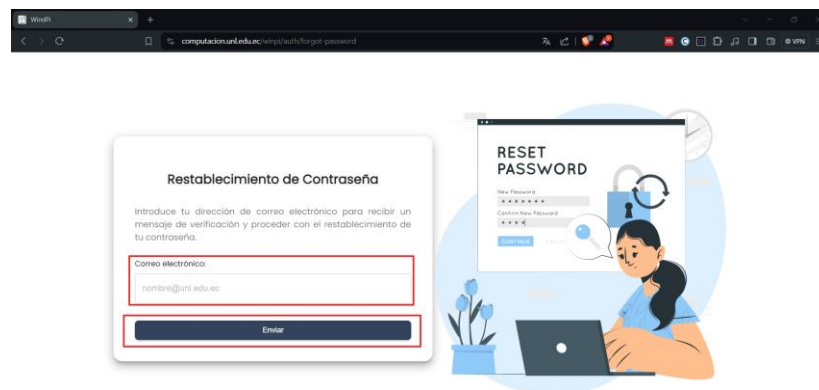 WindPi
computacion.unl.edu.ec/winpi/auth/forgot-password
VPN
Restablecimiento de Contraseña
Introduce tu dirección de correo electrónico para recibir un
mensaje de verificación y proceder con el restablecimiento de
tu contraseña.
Correo electrónico:
nombre@unl.edu.ec
Enviar
RESET
PASSWORD
New Password
Confirm New Password
CONTINUE